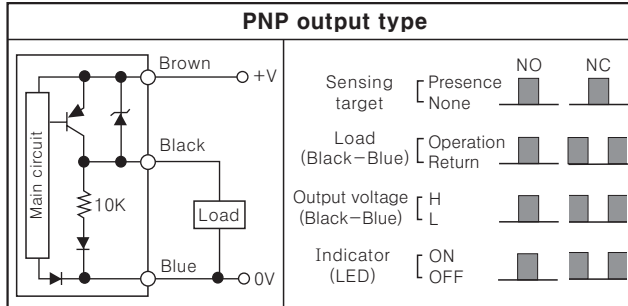 PNP output type
Brown
+V
Black
Main circuit
10K
Load
Blue
0V
NO NC
Sensing target Presence None
Load (Black-Blue) Operation Return
Output voltage (Black-Blue) H L
Indicator (LED) ON OFF